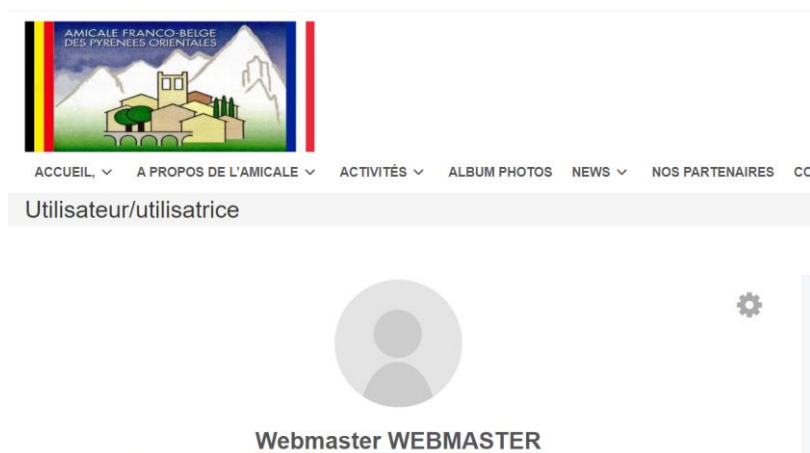 AMICALE FRANCO-BELGE
DES PYRENEES ORIENTALES
ACCUEIL, A PROPOS DE L'AMICALE ACTIVITÉS ALBUM PHOTOS NEWS NOS PARTENAIRES CO
Utilisateur/utilisatrice
Webmaster WEBMASTER